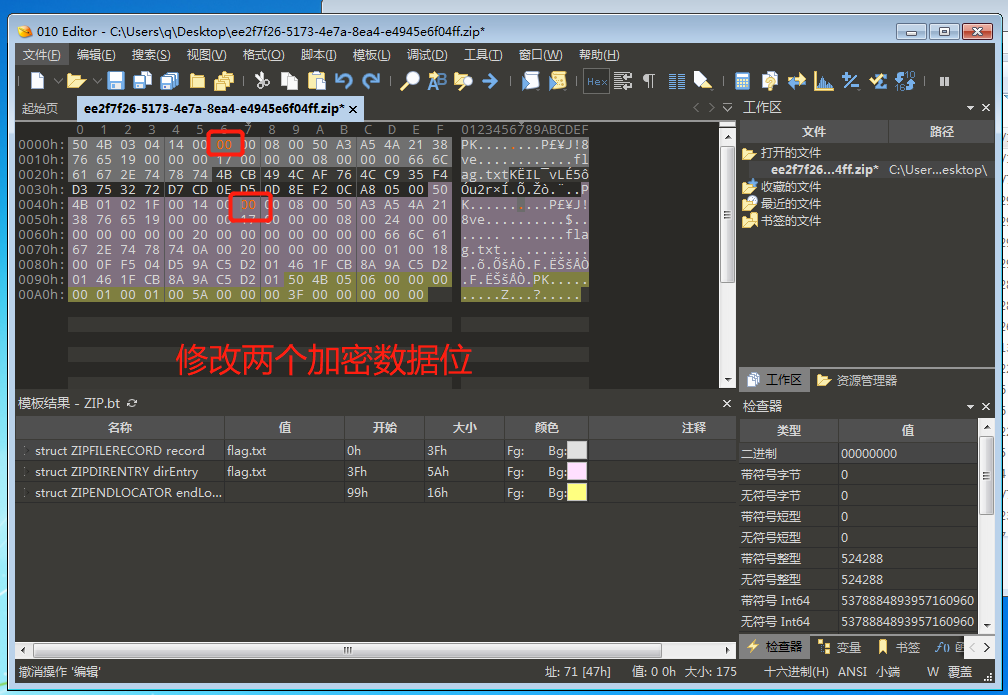 010 Editor - C:\Users\q\Desktop\ee2f7f26-5173-4e7a-8ea4-e4945e6f04ff.zip*
文件(F) 编辑(E) 搜索(S) 视图(V) 格式(O) 脚本(I) 模板(L) 调试(D) 工具(T) 窗口(W) 帮助(H)
Hex
起始页 ee2f7f26-5173-4e7a-8ea4-e4945e6f04ff.zip* ×
0 1 2 3 4 5 6 7 8 9 A B C D E F 0123456789ABCDEF
0000h: 50 4B 03 04 14 00 00 00 08 00 50 A3 A5 4A 21 38 PK........P£¥J!8
0010h: 76 65 19 00 00 00 17 00 00 00 08 00 00 00 66 6C ve............fl
0020h: 61 67 2E 74 78 74 4B CB 49 4C AF 76 4C C9 35 F4 ag.txtKËIL¯vLÉ5ô
0030h: D3 75 32 72 D7 CD 0E D5 0D 8E F2 0C A8 05 00 50 Óu2r×Í.Õ.Žò.¨..P
0040h: 4B 01 02 1F 00 14 00 00 00 08 00 50 A3 A5 4A 21 K..........P£¥J!
0050h: 38 76 65 19 00 00 00 17 00 00 00 08 00 24 00 00 8ve..........$..
0060h: 00 00 00 00 00 20 00 00 00 00 00 00 00 66 6C 61 ..... .......fla
0070h: 67 2E 74 78 74 0A 00 20 00 00 00 00 00 01 00 18 g.txt.. ........
0080h: 00 0F F5 04 D5 9A C5 D2 01 46 1F CB 8A 9A C5 D2 ..õ.ÕšÅÒ.F.ËŠšÅÒ
0090h: 01 46 1F CB 8A 9A C5 D2 01 50 4B 05 06 00 00 00 .F.ËŠšÅÒ.PK.....
00A0h: 00 01 00 01 00 5A 00 00 00 3F 00 00 00 00 00 .....Z...?.....
修改两个加密数据位
模板结果 - ZIP.bt
名称 值 开始 大小 颜色 注释
struct ZIPFILERECORD record flag.txt 0h 3Fh Fg: Bg:
struct ZIPDIRENTRY dirEntry flag.txt 3Fh 5Ah Fg: Bg:
struct ZIPENDLOCATOR endLo... 99h 16h Fg: Bg:
工作区
文件 路径
打开的文件
ee2f7f26...4ff.zip* C:\User...esktop\
收藏的文件
最近的文件
书签的文件
工作区 资源管理器
检查器
类型 值
二进制 00000000
带符号字节 0
无符号字节 0
带符号短型 0
无符号短型 0
带符号整型 524288
无符号整型 524288
带符号 Int64 5378884893957160960
无符号 Int64 5378884893957160960
检查器 变量 书签
撤消操作 '编辑' 址: 71 [47h] 值: 0 0h 大小: 175 十六进制(H) ANSI 小端 W 覆盖